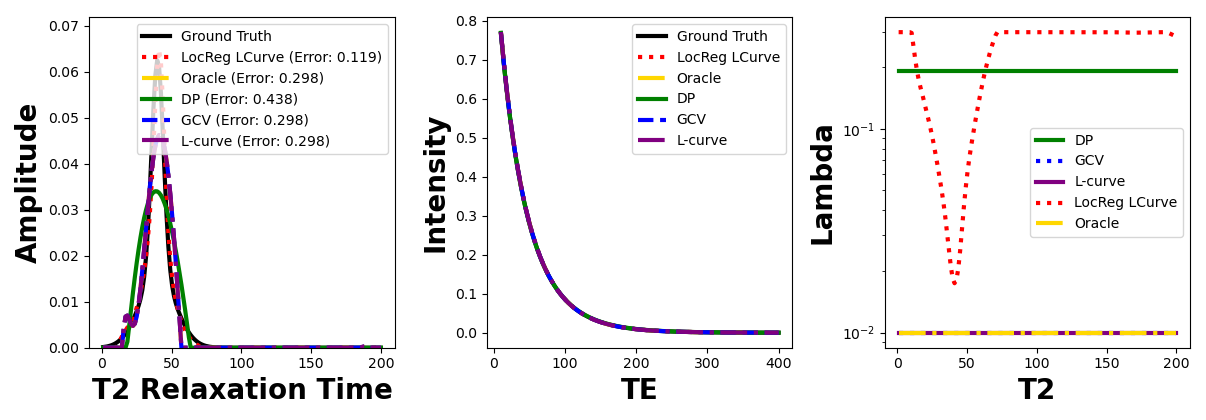 0.07
0.06
0.05
0.04
0.03
0.02
0.01
0.00
Amplitude
Ground Truth
LocReg LCurve (Error: 0.119)
Oracle (Error: 0.298)
DP (Error: 0.438)
GCV (Error: 0.298)
L-curve (Error: 0.298)
0 50 100 150 200
T2 Relaxation Time
0.8
0.7
0.6
0.5
0.4
0.3
0.2
0.1
0.0
Intensity
Ground Truth
LocReg LCurve
Oracle
DP
GCV
L-curve
0 100 200 300 400
TE
10⁻¹
10⁻²
Lambda
DP
GCV
L-curve
LocReg LCurve
Oracle
0 50 100 150 200
T2